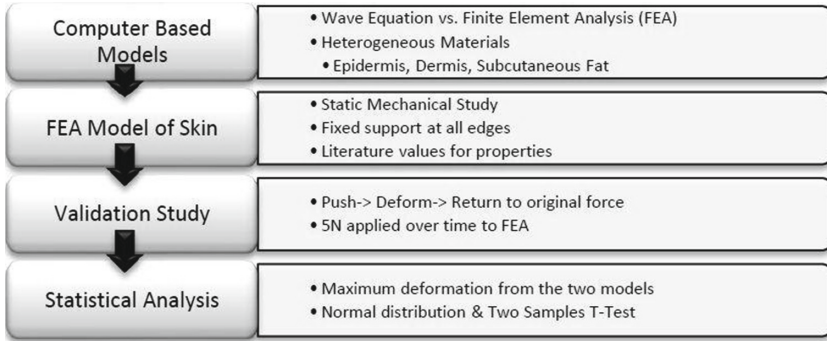 Computer Based
Models
• Wave Equation vs. Finite Element Analysis (FEA)
• Heterogeneous Materials
• Epidermis, Dermis, Subcutaneous Fat
FEA Model of Skin
• Static Mechanical Study
• Fixed support at all edges
• Literature values for properties
Validation Study
• Push-> Deform-> Return to original force
• 5N applied over time to FEA
Statistical Analysis
• Maximum deformation from the two models
• Normal distribution & Two Samples T-Test